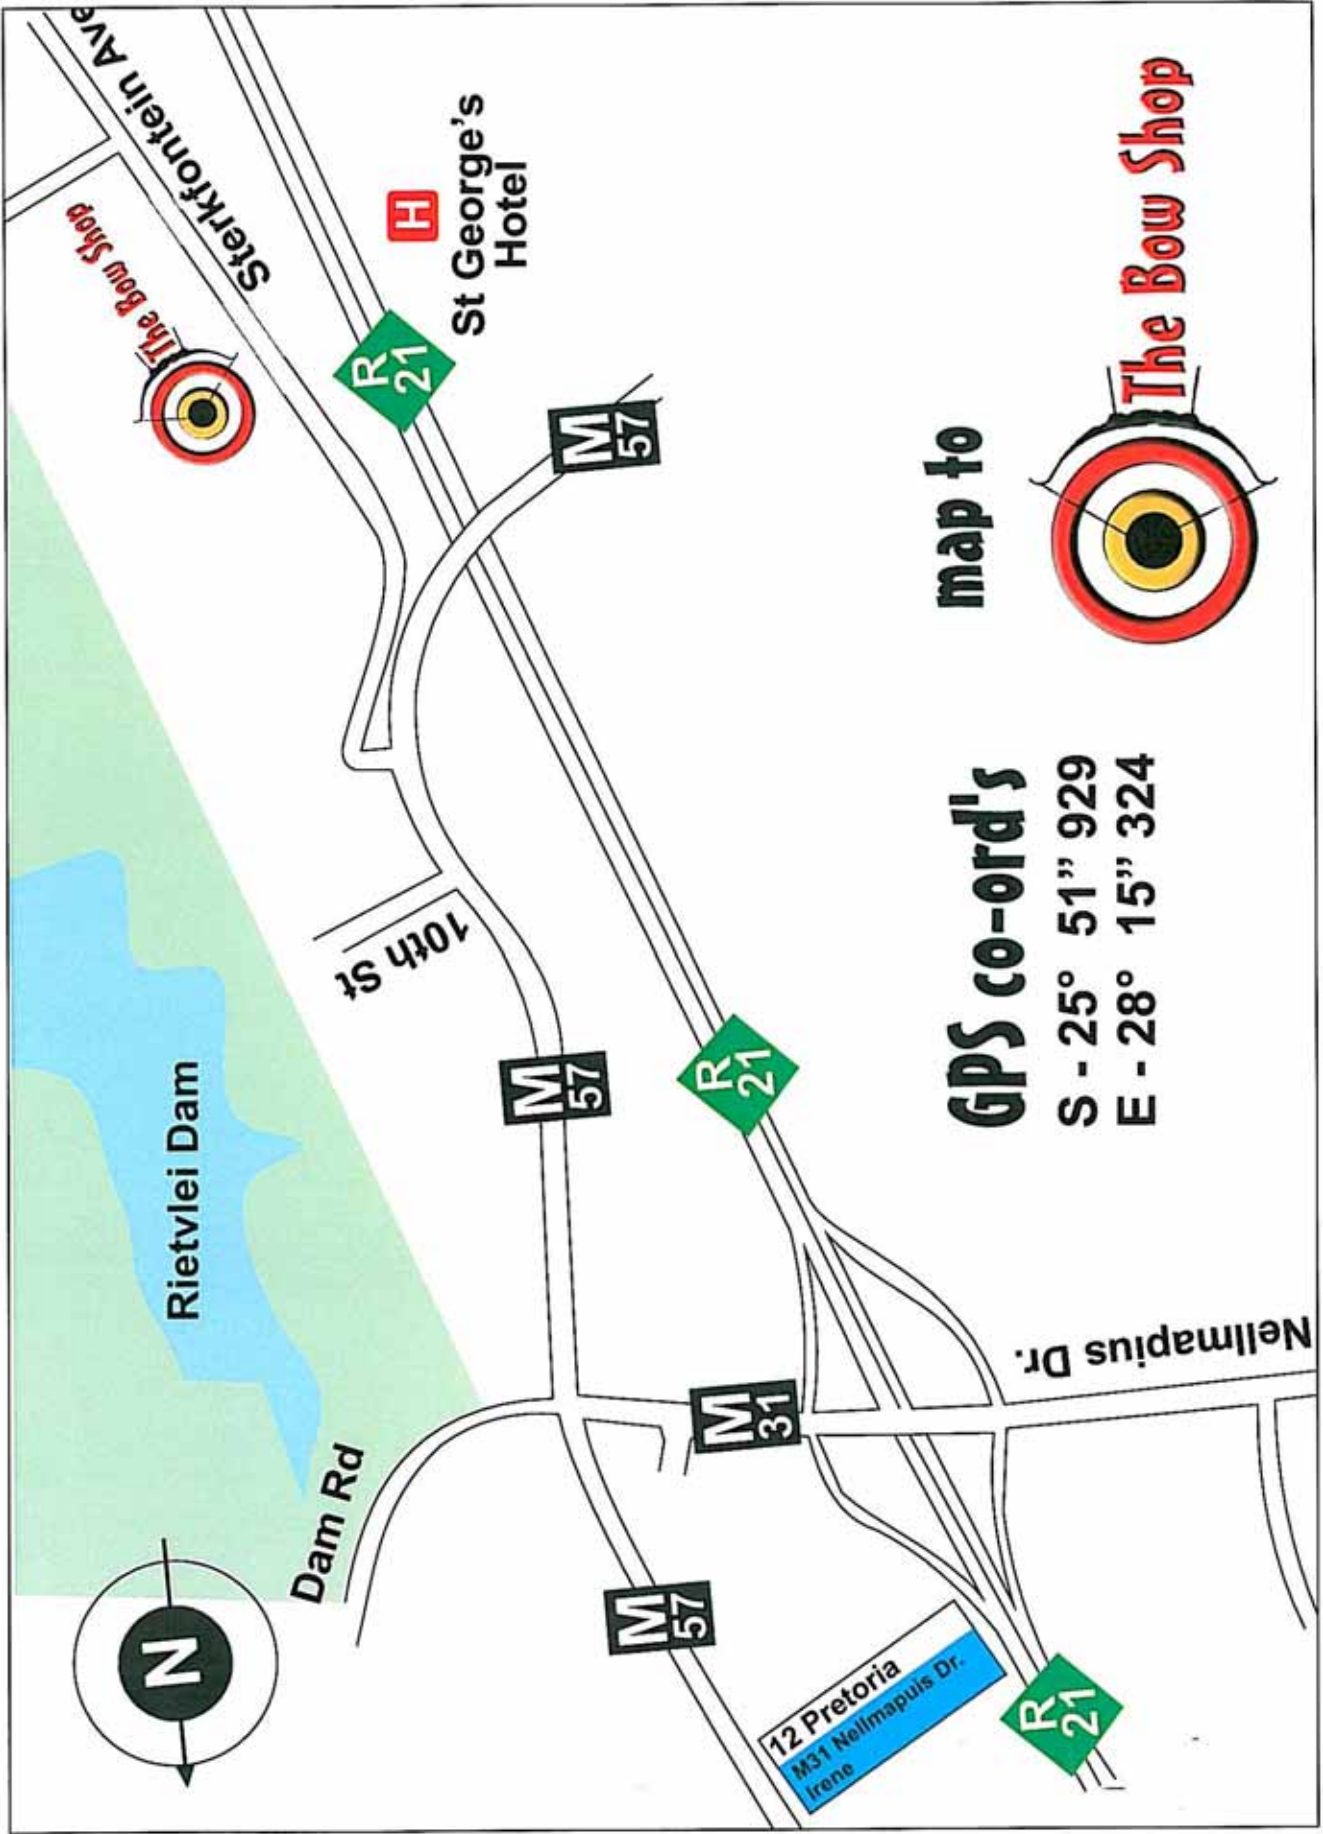 N
Dam Rd
Rietvlei Dam
The Bow Shop
Sterkfontein Ave
10th St
M
57
M
57
M
57
R
21
R
21
R
21
H
St George's
Hotel
M
31
12 Pretoria
M31 Nellmapuis Dr.
Irene
Nellmapius Dr.
GPS co-ord's
S - 25° 51” 929
E - 28° 15” 324
map to
The Bow Shop